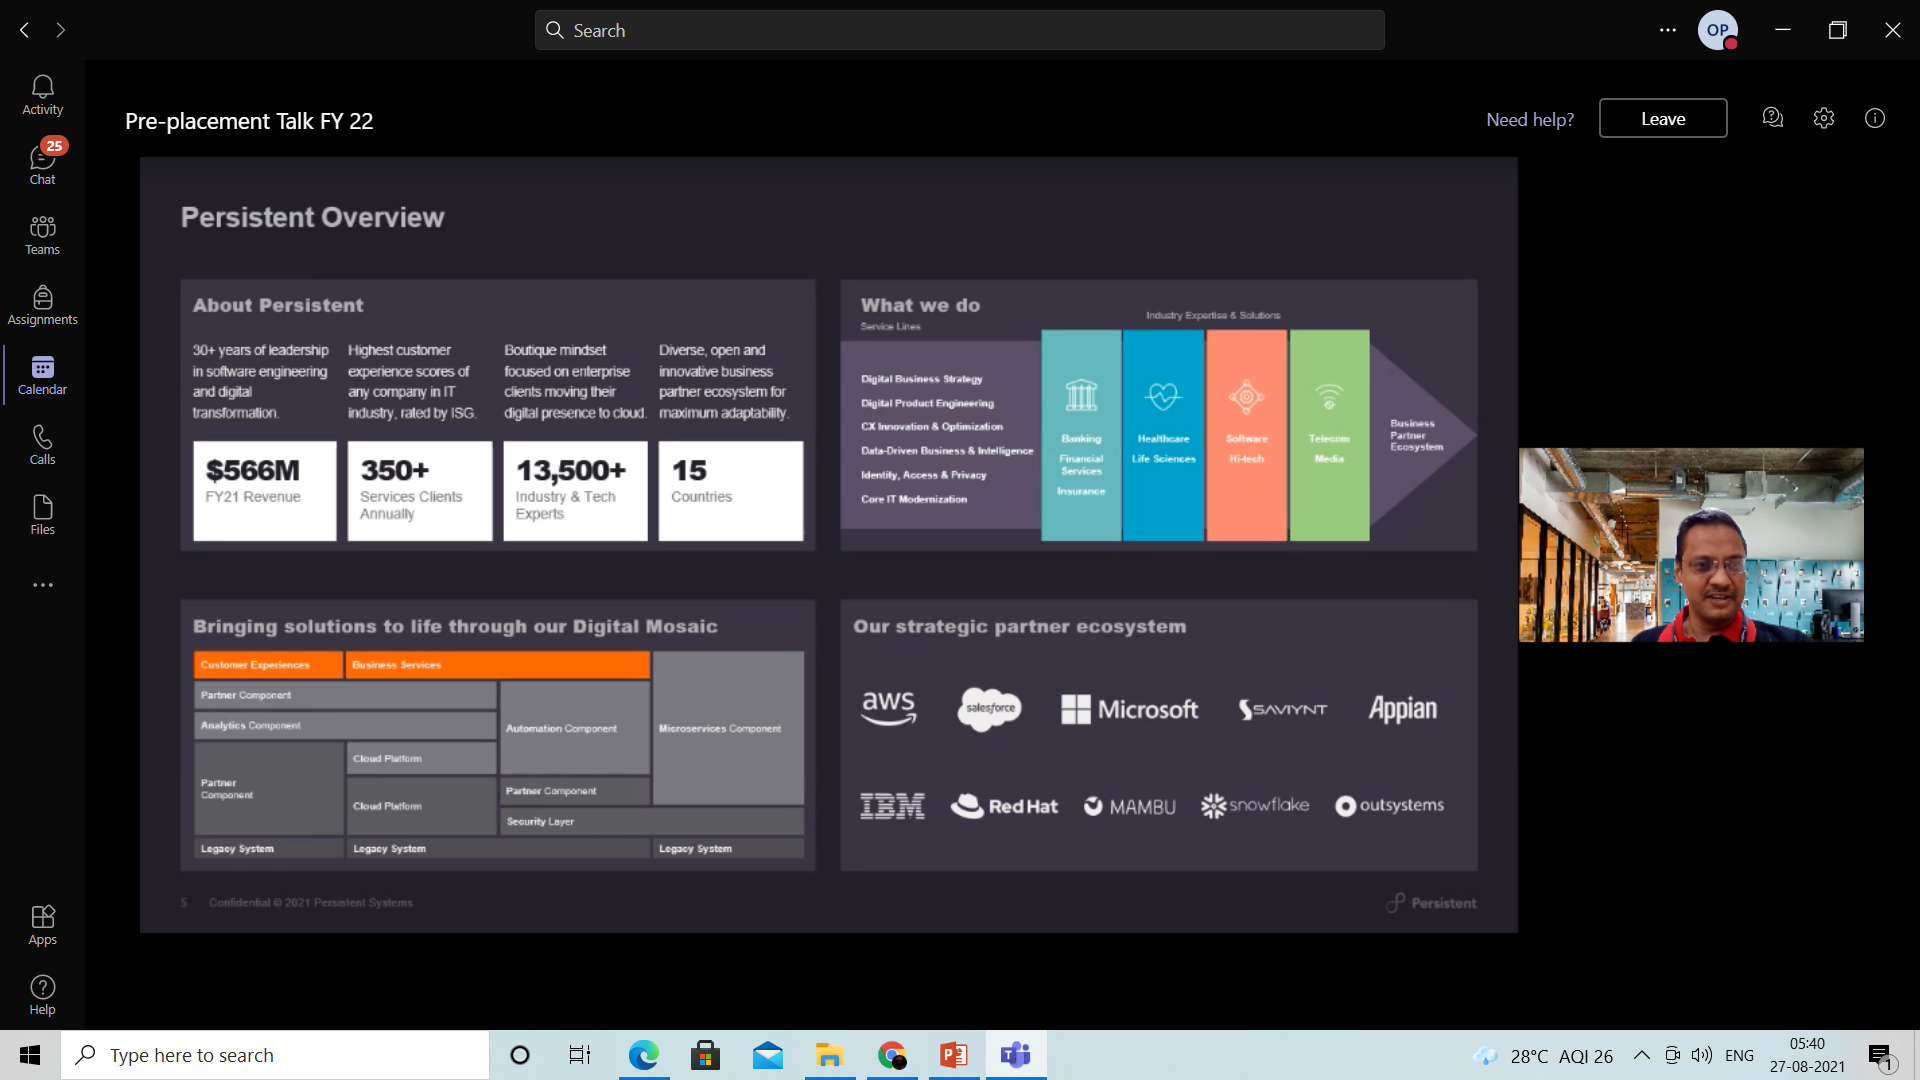 Search
OP
Activity
25
Chat
Teams
Assignments
Calendar
Calls
Files
Apps
Help
Pre-placement Talk FY 22
Need help?
Leave
Persistent Overview
About Persistent
30+ years of leadership
in software engineering
and digital
transformation.
Highest customer
experience scores of
any company in IT
industry, rated by ISG.
Boutique mindset
focused on enterprise
clients moving their
digital presence to cloud.
Diverse, open and
innovative business
partner ecosystem for
maximum adaptability.
$566M
FY21 Revenue
350+
Services Clients
Annually
13,500+
Industry & Tech
Experts
15
Countries
What we do
Service Lines
Industry Expertise & Solutions
Digital Business Strategy
Digital Product Engineering
CX Innovation & Optimization
Data-Driven Business & Intelligence
Identity, Access & Privacy
Core IT Modernization
Banking
Financial
Services
Insurance
Healthcare
Life Sciences
Software
Hi-tech
Telecom
Media
Business
Partner
Ecosystem
Bringing solutions to life through our Digital Mosaic
Customer Experiences
Business Services
Partner Component
Analytics Component
Automation Component
Microservices Component
Partner
Component
Cloud Platform
Cloud Platform
Partner Component
Security Layer
Legacy System
Legacy System
Legacy System
Our strategic partner ecosystem
aws
salesforce
Microsoft
SAVIYNT
Appian
IBM
Red Hat
MAMBU
snowflake
outsystems
5 Confidential © 2021 Persistent Systems
Persistent
Type here to search
28°C AQI 26
ENG
05:40
27-08-2021
1